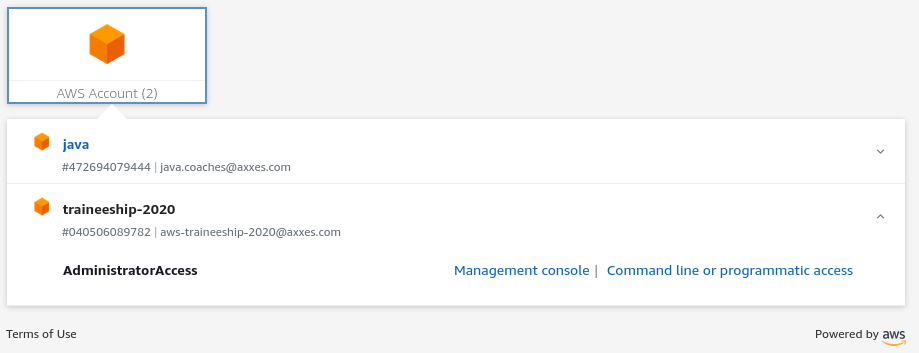 AWS Account (2)
java
#472694079444 | java.coaches@axxes.com
traineeship-2020
#040506089782 | aws-traineeship-2020@axxes.com
AdministratorAccess Management console | Command line or programmatic access
Terms of Use Powered by aws